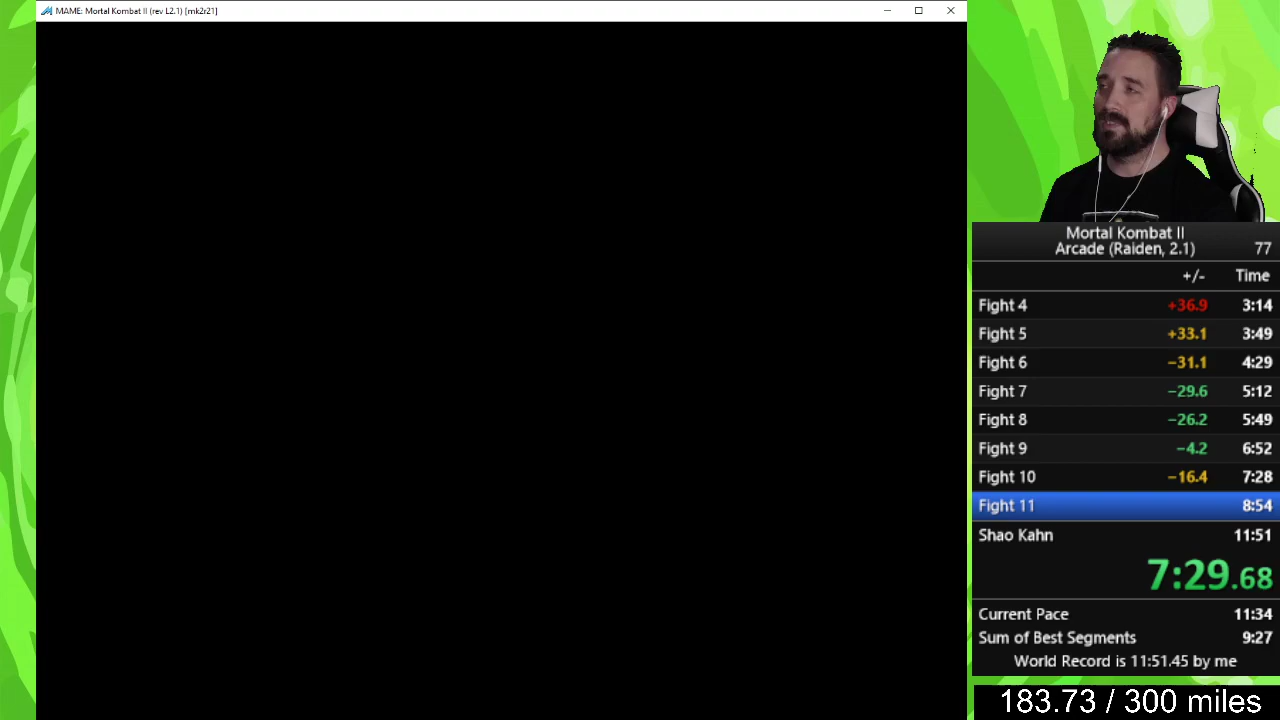 MAME: Mortal Kombat II (rev L2.1) [mk2r21]
Mortal Kombat II
Arcade (Raiden, 2.1) 77
+/- Time
Fight 4 +36.9 3:14
Fight 5 +33.1 3:49
Fight 6 −31.1 4:29
Fight 7 −29.6 5:12
Fight 8 −26.2 5:49
Fight 9 −4.2 6:52
Fight 10 −16.4 7:28
Fight 11 8:54
Shao Kahn 11:51
7:29.68
Current Pace 11:34
Sum of Best Segments 9:27
World Record is 11:51.45 by me
183.73 / 300 miles